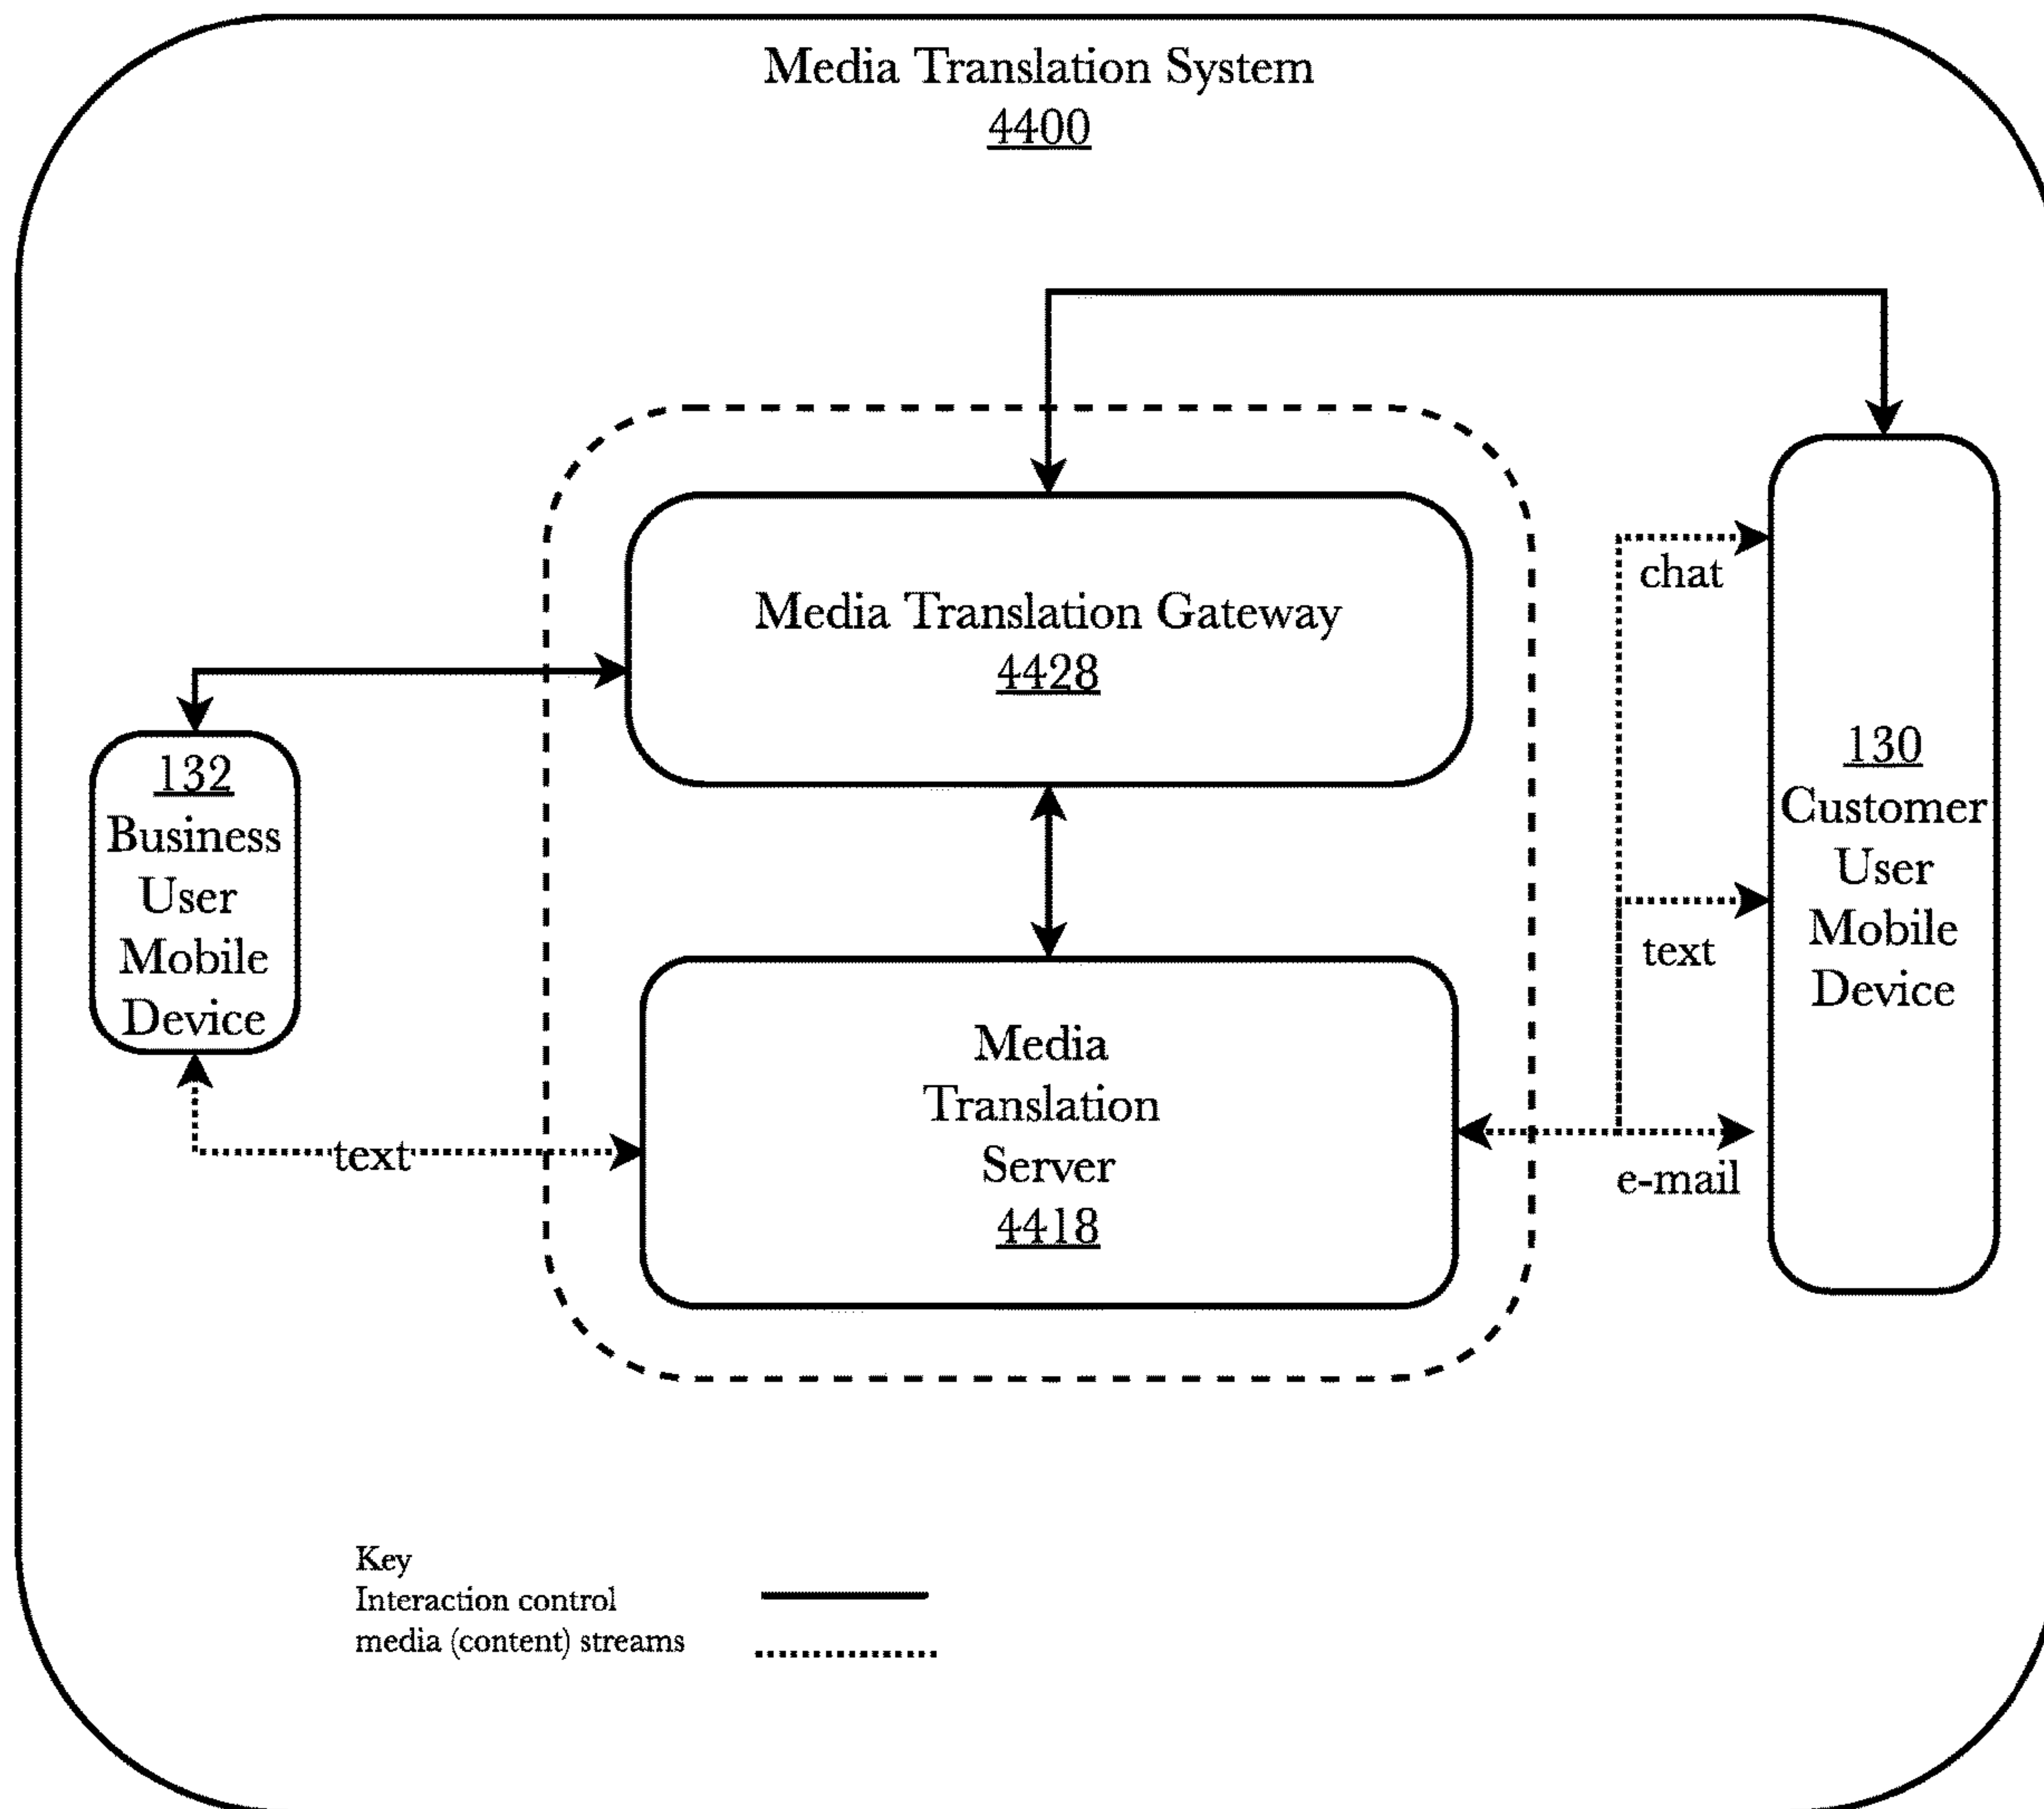 Media Translation System
4400
Media Translation Gateway
4428
chat
132
Business
User
Mobile
Device
130
Customer
User
Mobile
Device
text
Media
Translation
Server
4418
text
e-mail
Key
Interaction control
media (content) streams